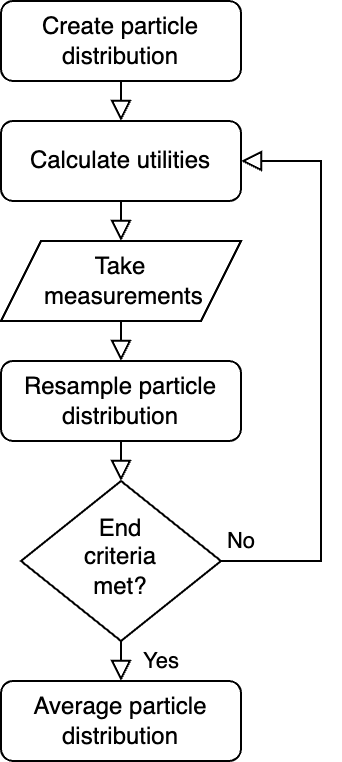 Create particle
distribution
Calculate utilities
Take
measurements
Resample particle
distribution
End
criteria
met?
No
Yes
Average particle
distribution